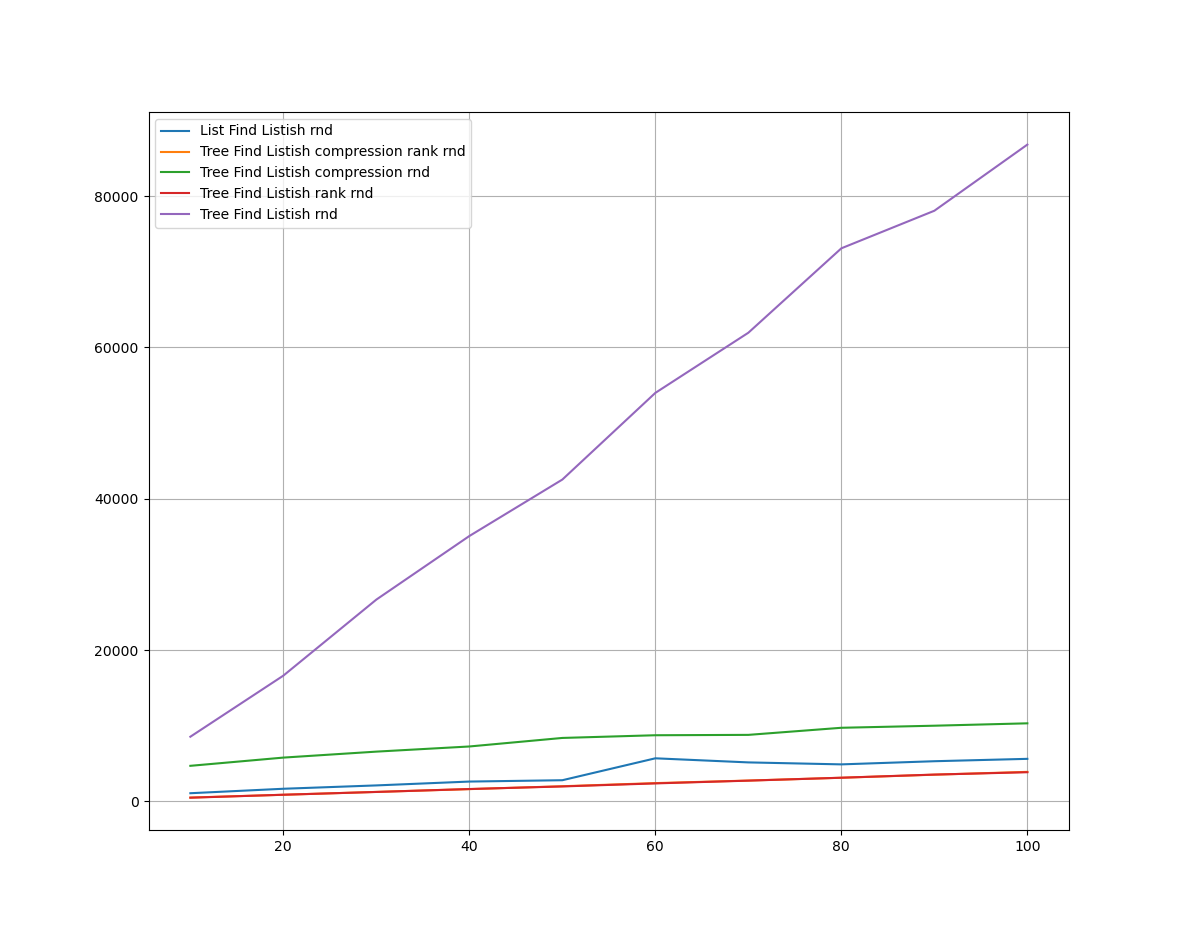 List Find Listish rnd
Tree Find Listish compression rank rnd
Tree Find Listish compression rnd
Tree Find Listish rank rnd
Tree Find Listish rnd
80000
60000
40000
20000
0
20 40 60 80 100